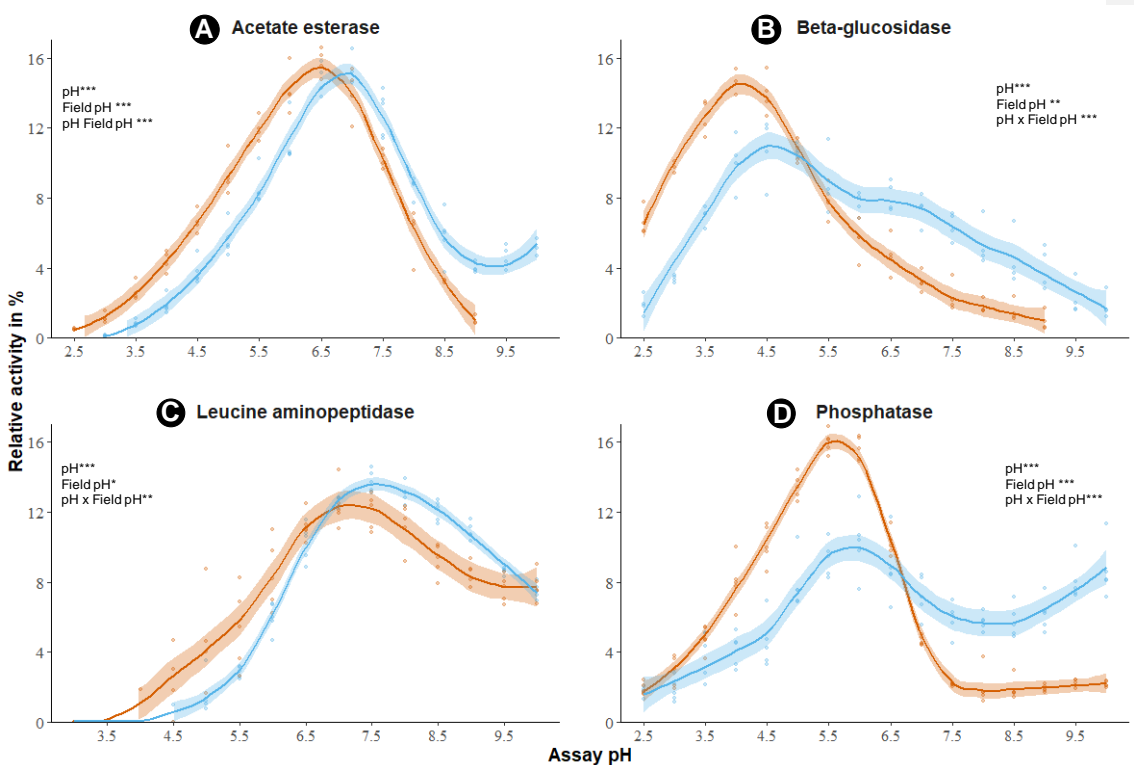 A Acetate esterase
B Beta-glucosidase
pH***
Field pH ***
pH Field pH ***
pH***
Field pH **
pH x Field pH ***
16
12
8
4
0
2.5 3.5 4.5 5.5 6.5 7.5 8.5 9.5
16
12
8
4
0
2.5 3.5 4.5 5.5 6.5 7.5 8.5 9.5
Relative activity in %
C Leucine aminopeptidase
D Phosphatase
pH***
Field pH*
pH x Field pH**
pH***
Field pH ***
pH x Field pH***
16
12
8
4
0
3.5 4.5 5.5 6.5 7.5 8.5 9.5
16
12
8
4
0
2.5 3.5 4.5 5.5 6.5 7.5 8.5 9.5
Assay pH